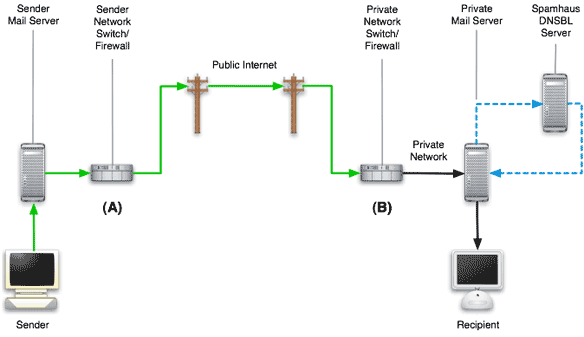 Sender
Mail Server
Sender
Network
Switch/
Firewall
Public Internet
Private
Network
Switch/
Firewall
Private
Mail Server
Spamhaus
DNSBL
Server
Private
Network
(A)
(B)
Sender
Recipient